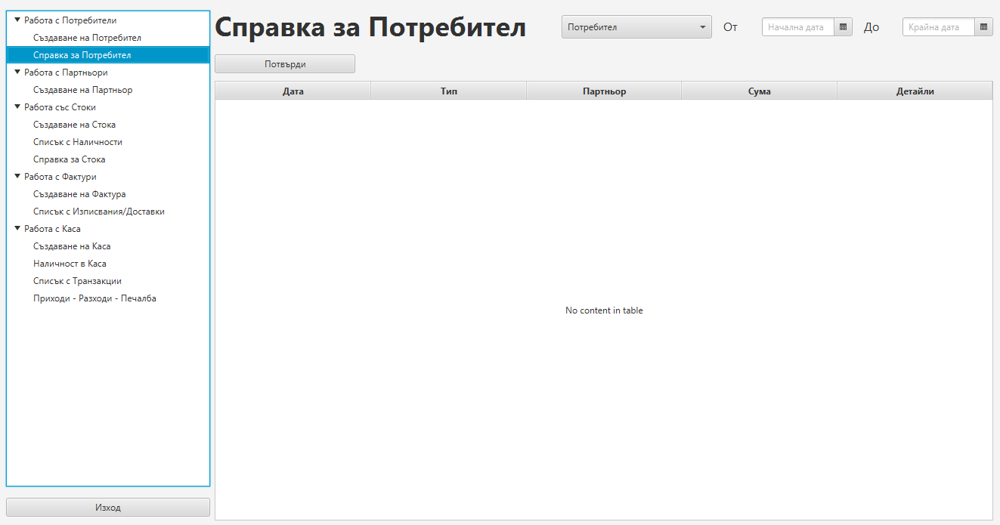 Работа с Потребители
Създаване на Потребител
Справка за Потребител
Работа с Партньори
Създаване на Партньор
Работа със Стоки
Създаване на Стока
Списък с Наличности
Справка за Стока
Работа с Фактури
Създаване на Фактура
Списък с Изписвания/Доставки
Работа с Каса
Създаване на Каса
Наличност в Каса
Списък с Транзакции
Приходи - Разходи - Печалба
Изход
Справка за Потребител
Потребител
От
Начална дата
До
Крайна дата
Потвърди
Дата
Тип
Партньор
Сума
Детайли
No content in table